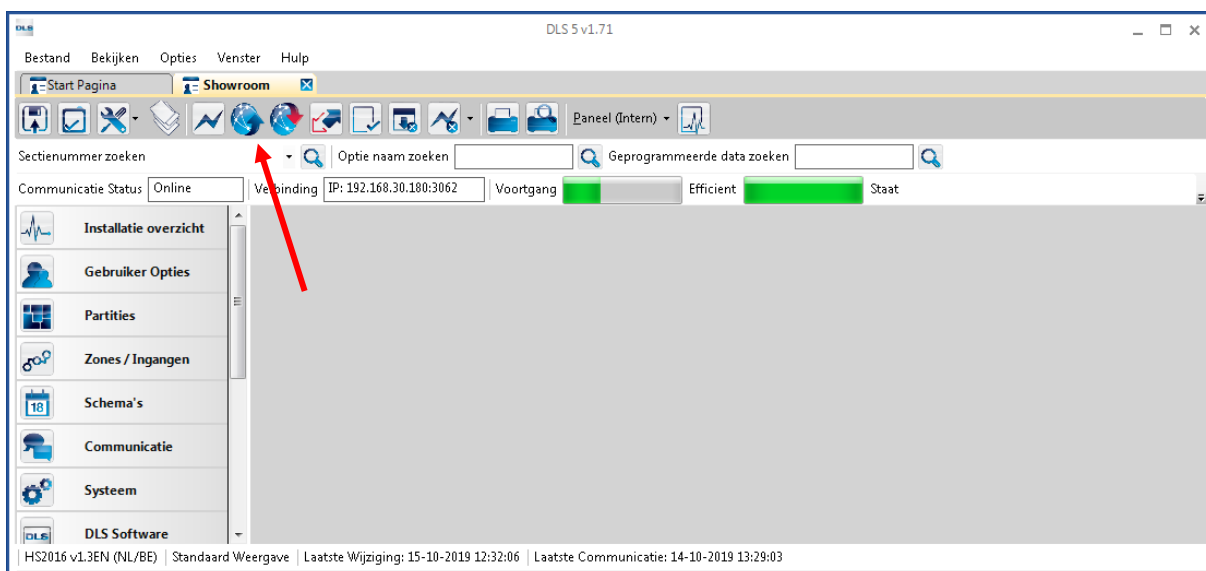 DLS DLS 5 v1.71
Bestand Bekijken Opties Venster Hulp
Start Pagina Showroom
Paneel (Intern)
Sectienummer zoeken Optie naam zoeken Geprogrammeerde data zoeken
Communicatie Status Online Verbinding IP: 192.168.30.180:3062 Voortgang Efficient Staat
Installatie overzicht
Gebruiker Opties
Partities
Zones / Ingangen
18 Schema's
Communicatie
Systeem
DLS DLS Software
HS2016 v1.3EN (NL/BE) Standaard Weergave Laatste Wijziging: 15-10-2019 12:32:06 Laatste Communicatie: 14-10-2019 13:29:03